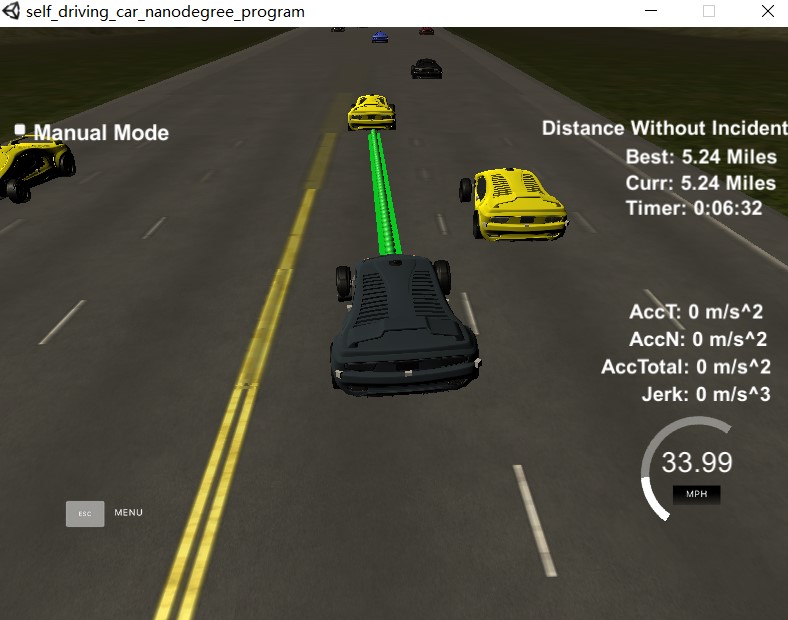 self_driving_car_nanodegree_program
Manual Mode
Distance Without Incident
Best: 5.24 Miles
Curr: 5.24 Miles
Timer: 0:06:32
AccT: 0 m/s^2
AccN: 0 m/s^2
AccTotal: 0 m/s^2
Jerk: 0 m/s^3
33.99
MPH
ESC MENU